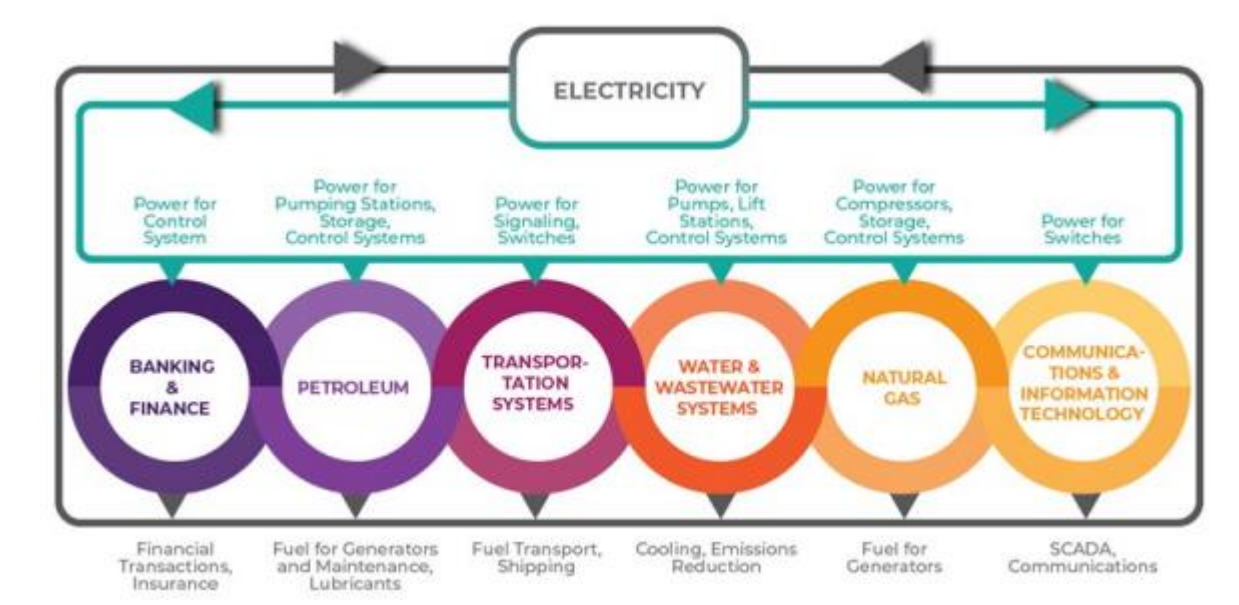 ELECTRICITY
Power for
Control
System
Power for
Pumping Stations,
Storage,
Control Systems
Power for
Signaling,
Switches
Power for
Pumps, Lift
Stations,
Control Systems
Power for
Compressors,
Storage,
Control Systems
Power for
Switches
BANKING
&
FINANCE
PETROLEUM
TRANSPOR-
TATION
SYSTEMS
WATER &
WASTEWATER
SYSTEMS
NATURAL
GAS
COMMUNICA-
TIONS &
INFORMATION
TECHNOLOGY
Financial
Transactions,
Insurance
Fuel for Generators
and Maintenance,
Lubricants
Fuel Transport,
Shipping
Cooling, Emissions
Reduction
Fuel for
Generators
SCADA,
Communications